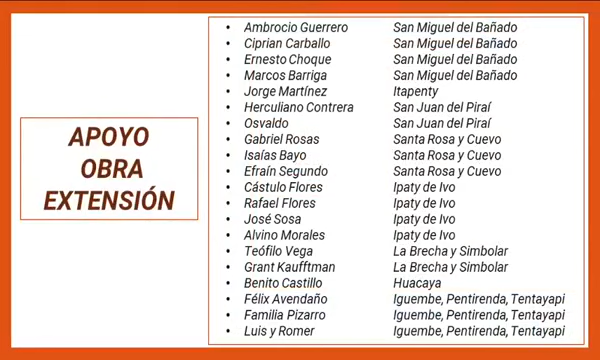 APOYO
OBRA
EXTENSIÓN
• Ambrocio Guerrero San Miguel del Bañado
• Ciprian Carballo San Miguel del Bañado
• Ernesto Choque San Miguel del Bañado
• Marcos Barriga San Miguel del Bañado
• Jorge Martínez Itapenty
• Herculiano Contrera San Juan del Piraí
• Osvaldo San Juan del Piraí
• Gabriel Rosas Santa Rosa y Cuevo
• Isaías Bayo Santa Rosa y Cuevo
• Efraín Segundo Santa Rosa y Cuevo
• Cástulo Flores Ipaty de Ivo
• Rafael Flores Ipaty de Ivo
• José Sosa Ipaty de Ivo
• Alvino Morales Ipaty de Ivo
• Teófilo Vega La Brecha y Simbolar
• Grant Kaufftman La Brecha y Simbolar
• Benito Castillo Huacaya
• Félix Avendaño Iguembe, Pentirenda, Tentayapi
• Familia Pizarro Iguembe, Pentirenda, Tentayapi
• Luis y Romer Iguembe, Pentirenda, Tentayapi